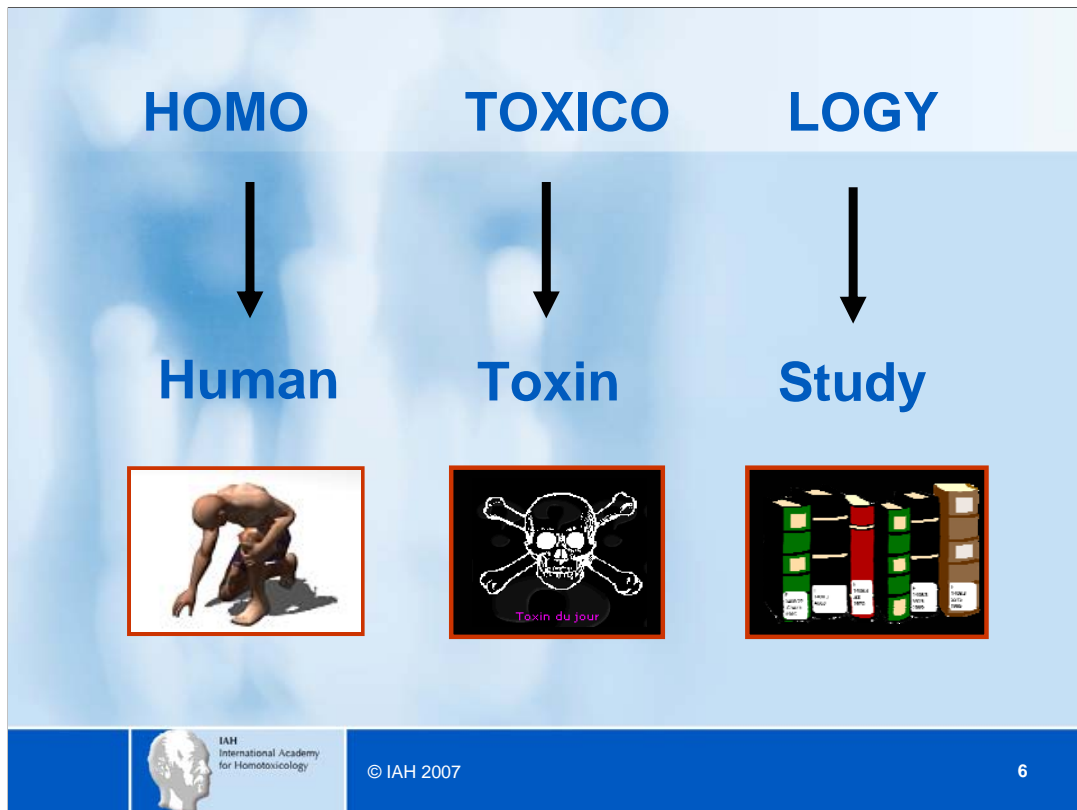 HOMO TOXICO LOGY
Human Toxin Study
Toxin du jour
IAH
International Academy
for Homotoxicology
© IAH 2007
6